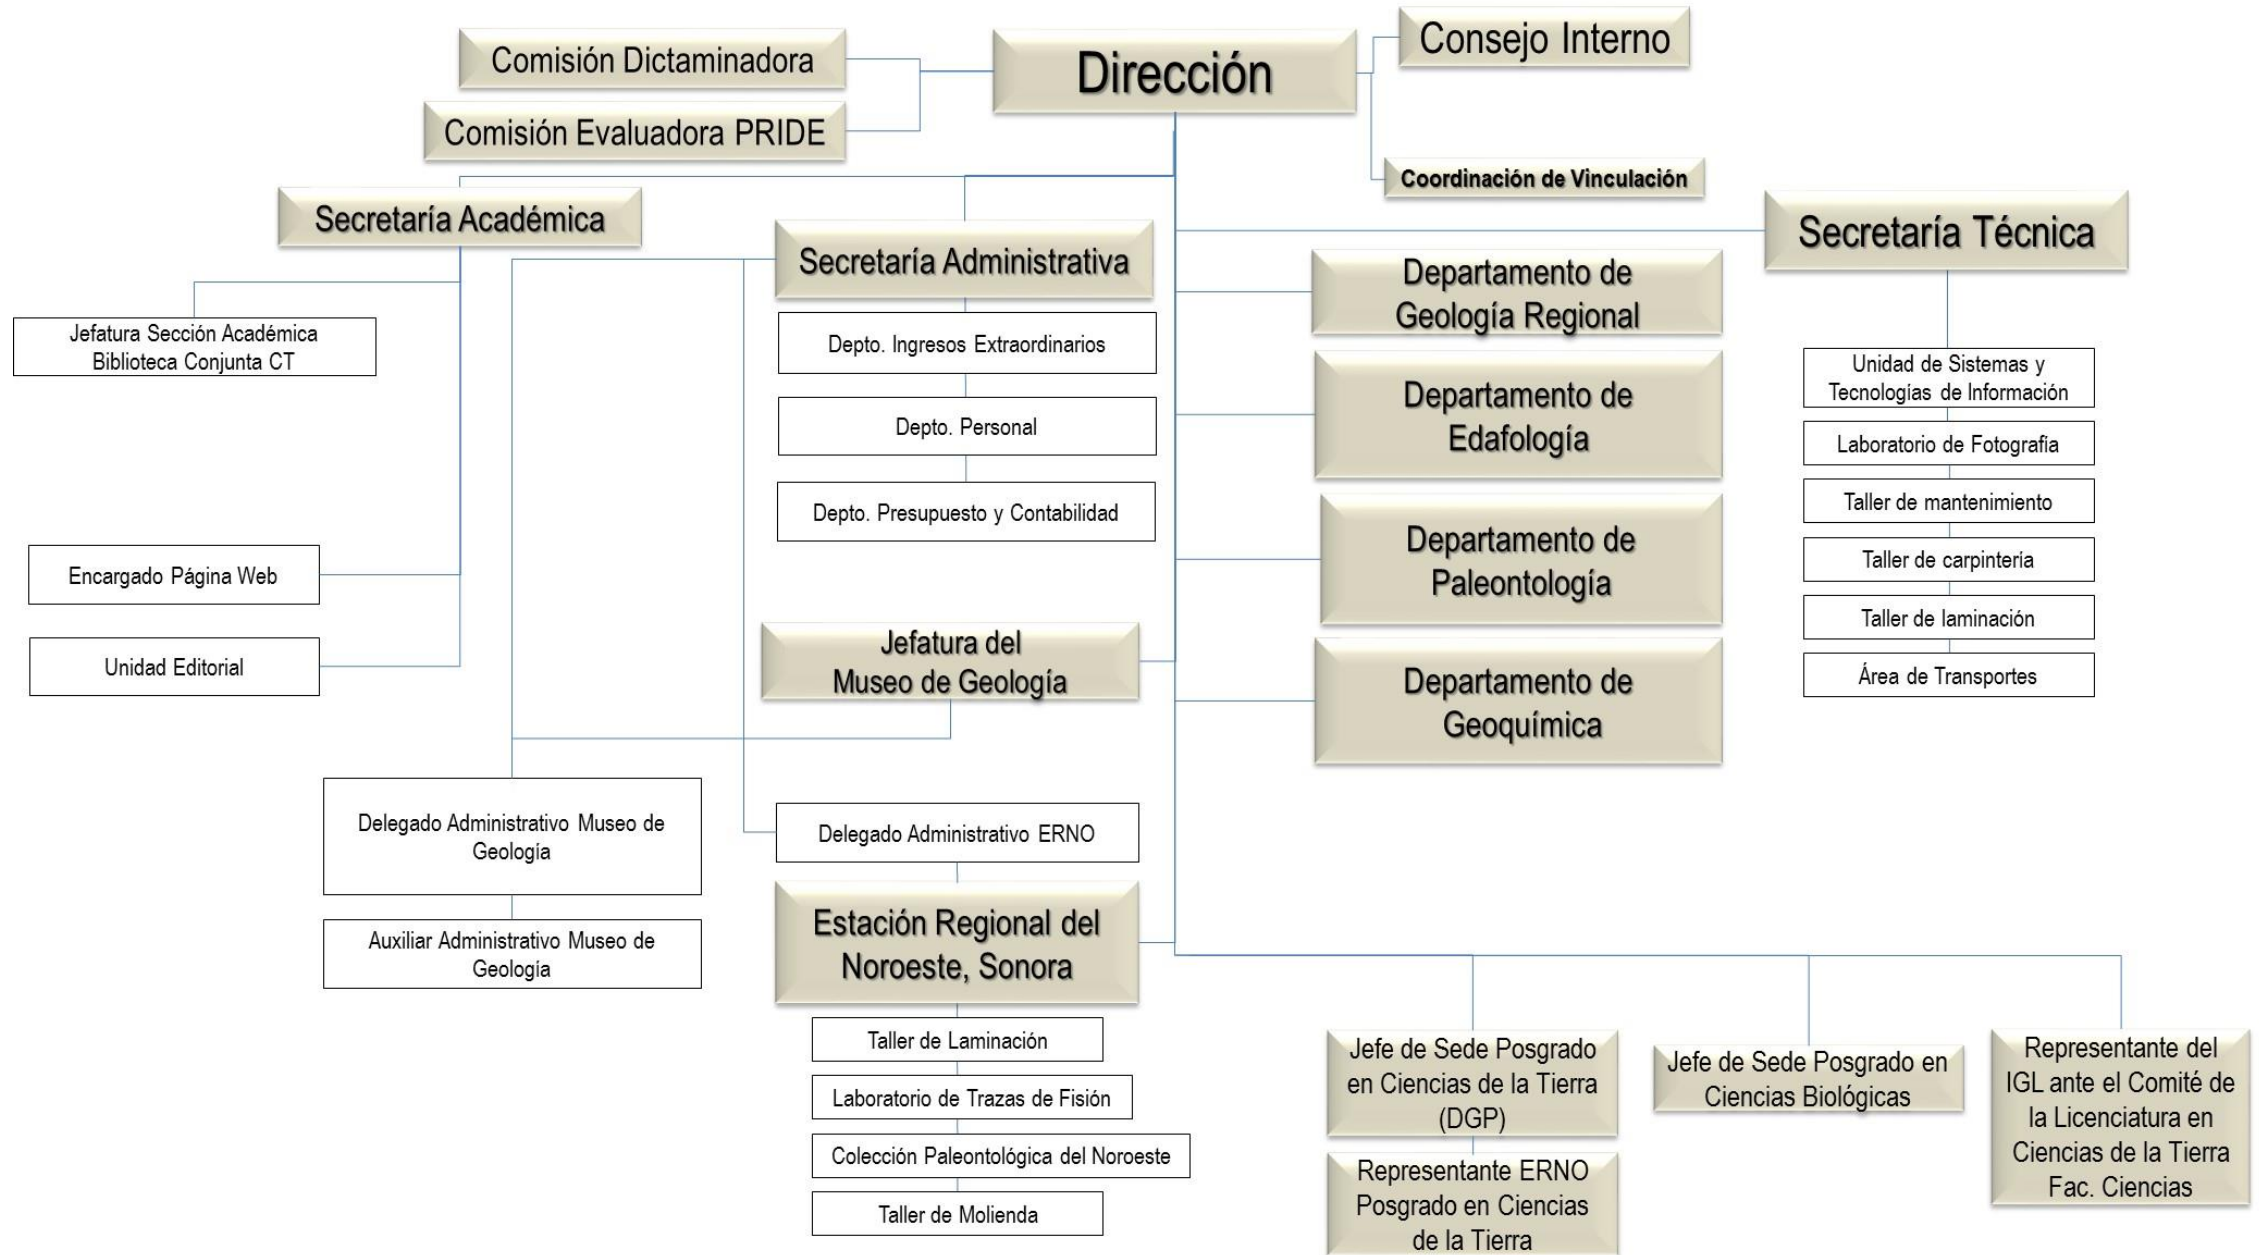 Comisión Dictaminadora
Comisión Evaluadora PRIDE
Dirección
Consejo Interno
Coordinación de Vinculación
Secretaría Académica
Jefatura Sección Académica
Biblioteca Conjunta CT
Encargado Página Web
Unidad Editorial
Secretaría Administrativa
Depto. Ingresos Extraordinarios
Depto. Personal
Depto. Presupuesto y Contabilidad
Secretaría Técnica
Unidad de Sistemas y
Tecnologías de Información
Laboratorio de Fotografía
Taller de mantenimiento
Taller de carpintería
Taller de laminación
Área de Transportes
Departamento de
Geología Regional
Departamento de
Edafología
Departamento de
Paleontología
Departamento de
Geoquímica
Jefatura del
Museo de Geología
Delegado Administrativo Museo de
Geología
Auxiliar Administrativo Museo de
Geología
Delegado Administrativo ERNO
Estación Regional del
Noroeste, Sonora
Taller de Laminación
Laboratorio de Trazas de Fisión
Colección Paleontológica del Noroeste
Taller de Molienda
Jefe de Sede Posgrado
en Ciencias de la Tierra
(DGP)
Representante ERNO
Posgrado en Ciencias
de la Tierra
Jefe de Sede Posgrado en
Ciencias Biológicas
Representante del
IGL ante el Comité de
la Licenciatura en
Ciencias de la Tierra
Fac. Ciencias